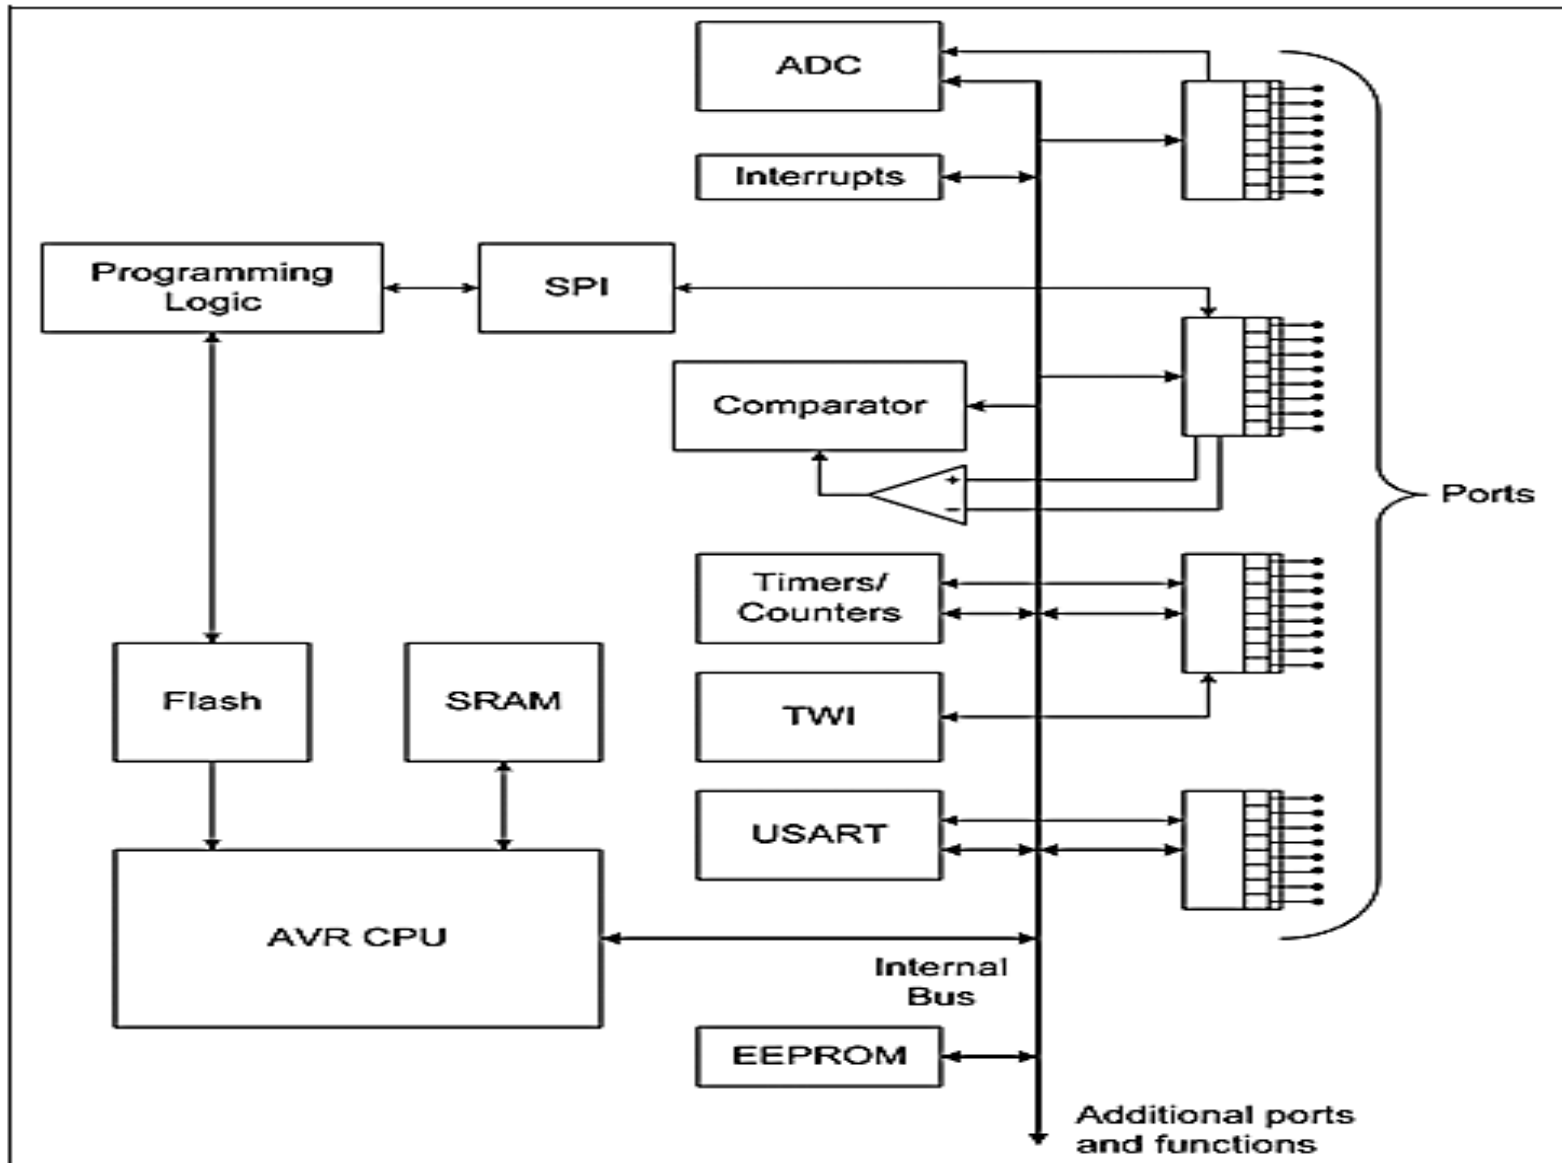 ADC
Interrupts
Programming
Logic
SPI
Comparator
+
−
Ports
Timers/
Counters
Flash
SRAM
TWI
USART
AVR CPU
Internal
Bus
EEPROM
Additional ports
and functions